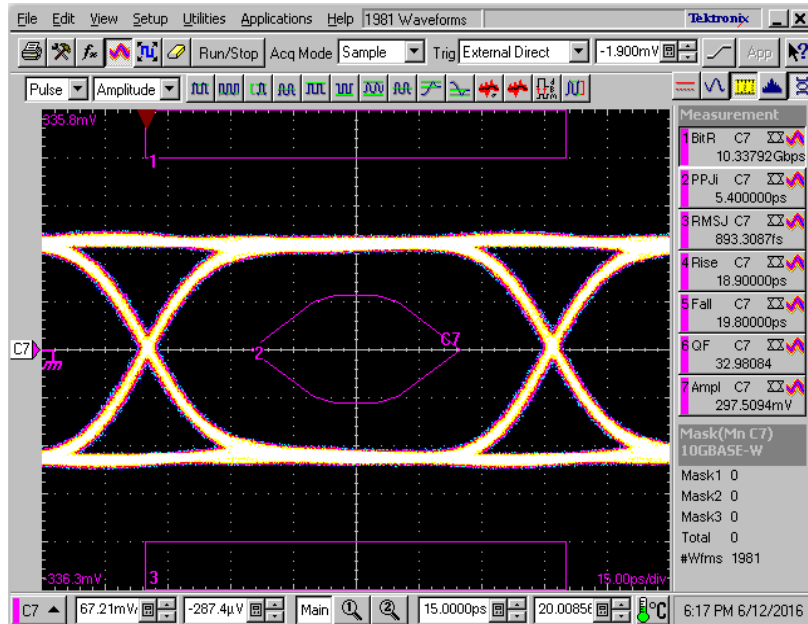 File Edit View Setup Utilities Applications Help 1981 Waveforms Tektronix
Run/Stop Acq Mode Sample Trig External Direct -1.900mV App
Pulse Amplitude
335.8mV
1
2
C7
C7
3
-336.3mV
15.00ps/div
Measurement
1 BitR C7
10.33792Gbps
2 PPJi C7
5.400000ps
3 RMSJ C7
893.3087fs
4 Rise C7
18.90000ps
5 Fall C7
19.80000ps
6 QF C7
32.98084
7 Ampl C7
297.5094mV
Mask(Mn C7)
10GBASE-W
Mask1 0
Mask2 0
Mask3 0
Total 0
#Wfms 1981
C7 67.21mV/ -287.4µV Main 1 2 15.0000ps 20.0085 °C 6:17 PM 6/12/2016